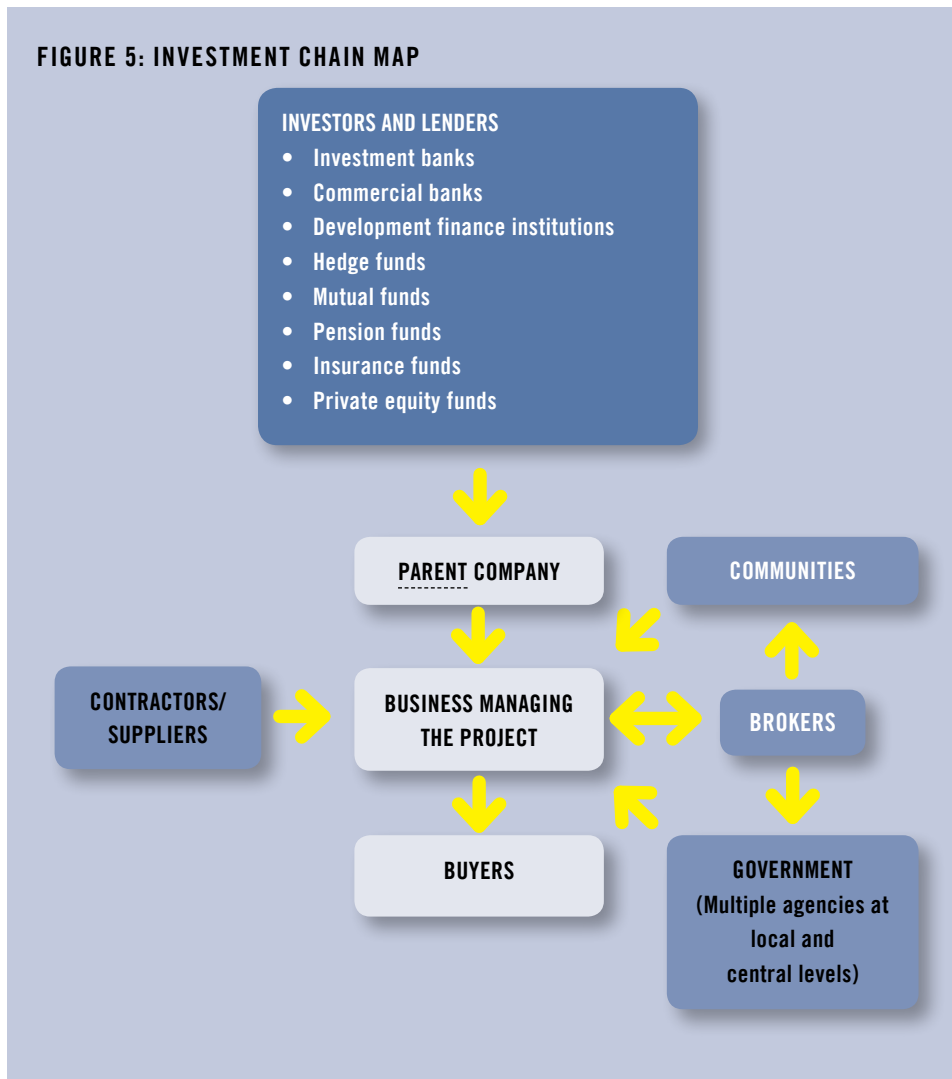 FIGURE 5: INVESTMENT CHAIN MAP
INVESTORS AND LENDERS
• Investment banks
• Commercial banks
• Development finance institutions
• Hedge funds
• Mutual funds
• Pension funds
• Insurance funds
• Private equity funds
PARENT COMPANY
COMMUNITIES
CONTRACTORS/
SUPPLIERS
BUSINESS MANAGING
THE PROJECT
BROKERS
BUYERS
GOVERNMENT
(Multiple agencies at
local and
central levels)